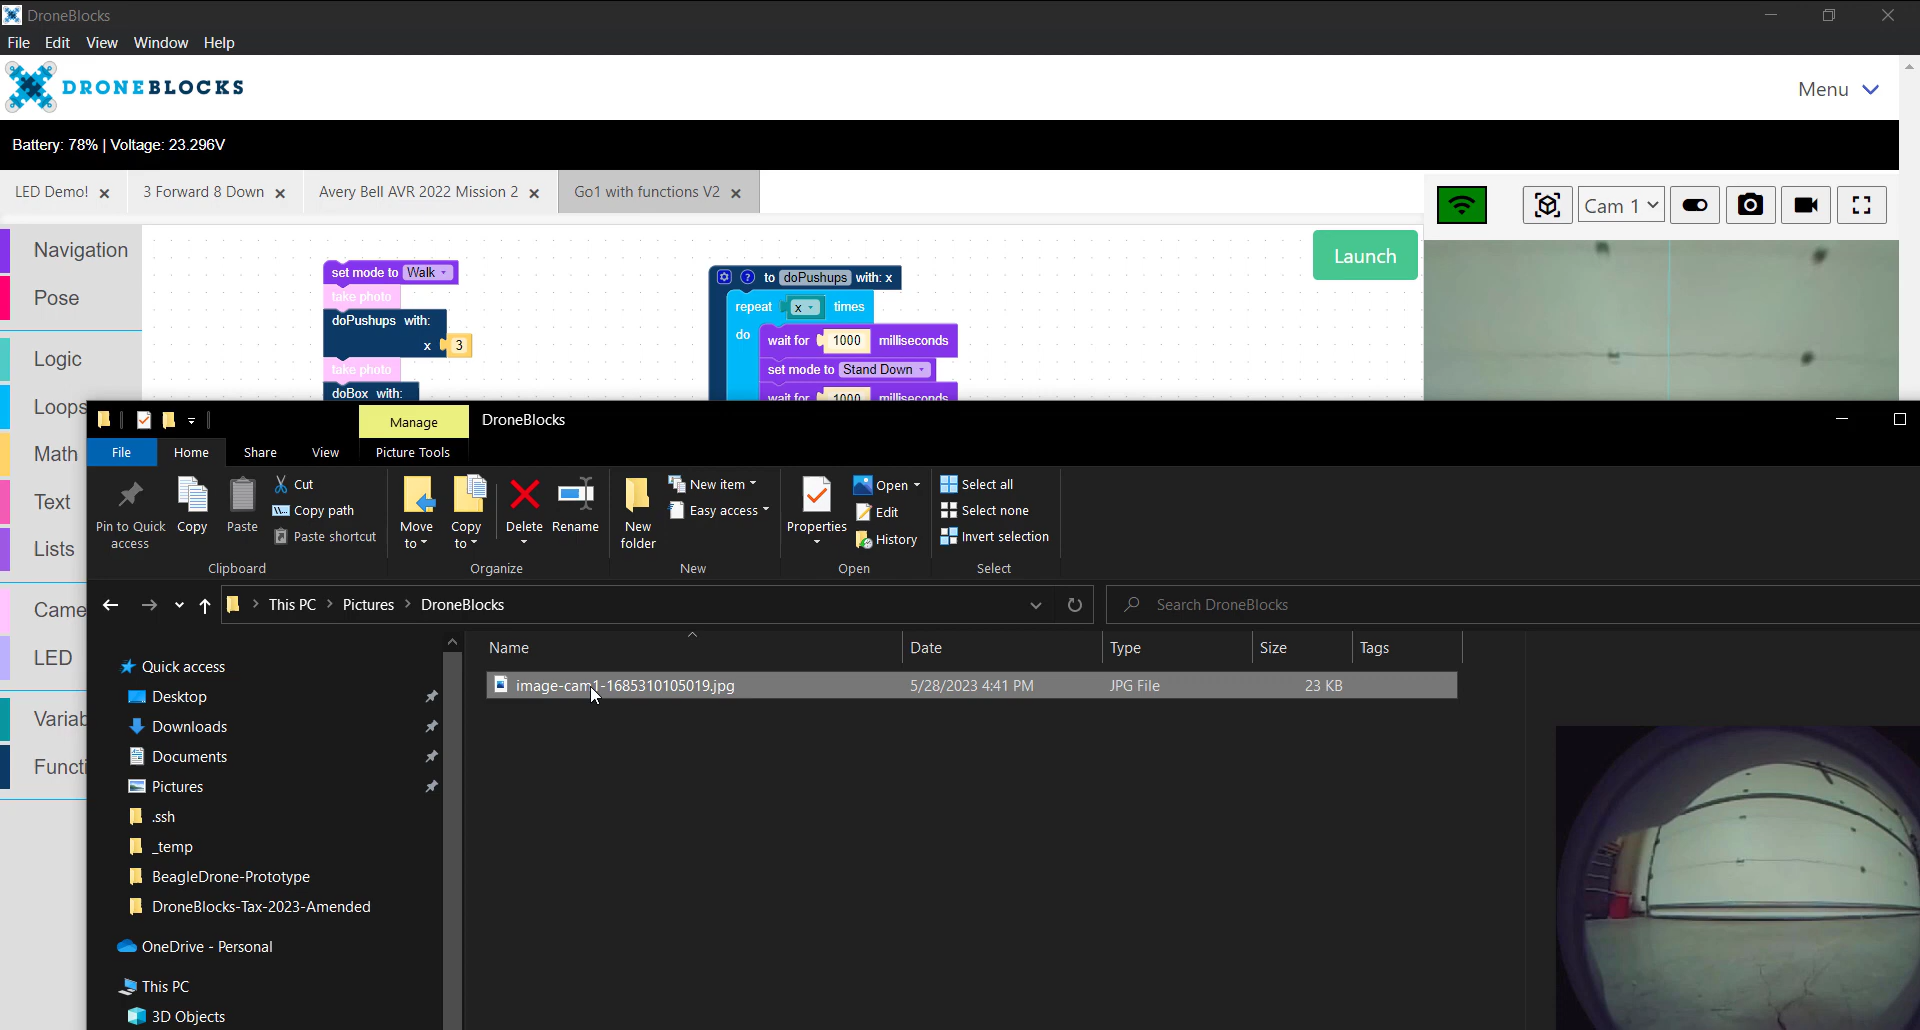 DroneBlocks
File Edit View Window Help
DRONEBLOCKS
Menu
Battery: 78% | Voltage: 23.296V
LED Demo! 3 Forward 8 Down Avery Bell AVR 2022 Mission 2 Go1 with functions V2
Cam 1
Navigation
Pose
Logic
Loops
Math
Text
Lists
Came
LED
Variab
Functi
set mode to Walk
take photo
doPushups with:
x 3
take photo
doBox with:
to doPushups with: x
repeat x times
do wait for 1000 milliseconds
set mode to Stand Down
wait for 1000 milliseconds
Launch
Manage DroneBlocks
File Home Share View Picture Tools
Pin to Quick access
Copy
Paste
Cut
Copy path
Paste shortcut
Clipboard
Move to
Copy to
Delete
Rename
Organize
New folder
New item
Easy access
New
Properties
Open
Edit
History
Open
Select all
Select none
Invert selection
Select
This PC Pictures DroneBlocks
Search DroneBlocks
Quick access
Desktop
Downloads
Documents
Pictures
.ssh
_temp
BeagleDrone-Prototype
DroneBlocks-Tax-2023-Amended
OneDrive - Personal
This PC
3D Objects
Name Date Type Size Tags
image-cam1-1685310105019.jpg 5/28/2023 4:41 PM JPG File 23 KB